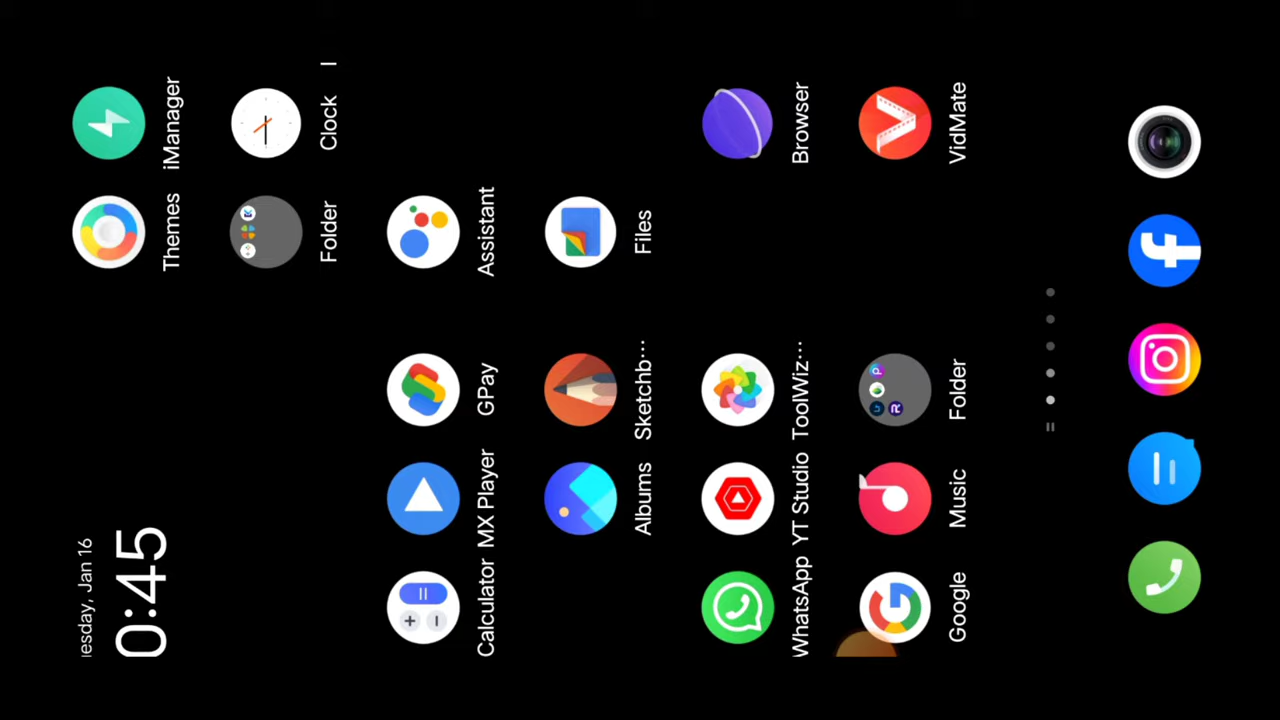 esday, Jan 16
0:45
Themes iManager
Folder Clock
Calculator MX Player GPay Assistant
Albums Sketchb··· Files
WhatsApp YT Studio ToolWiz··· Browser
Google Music Folder VidMate